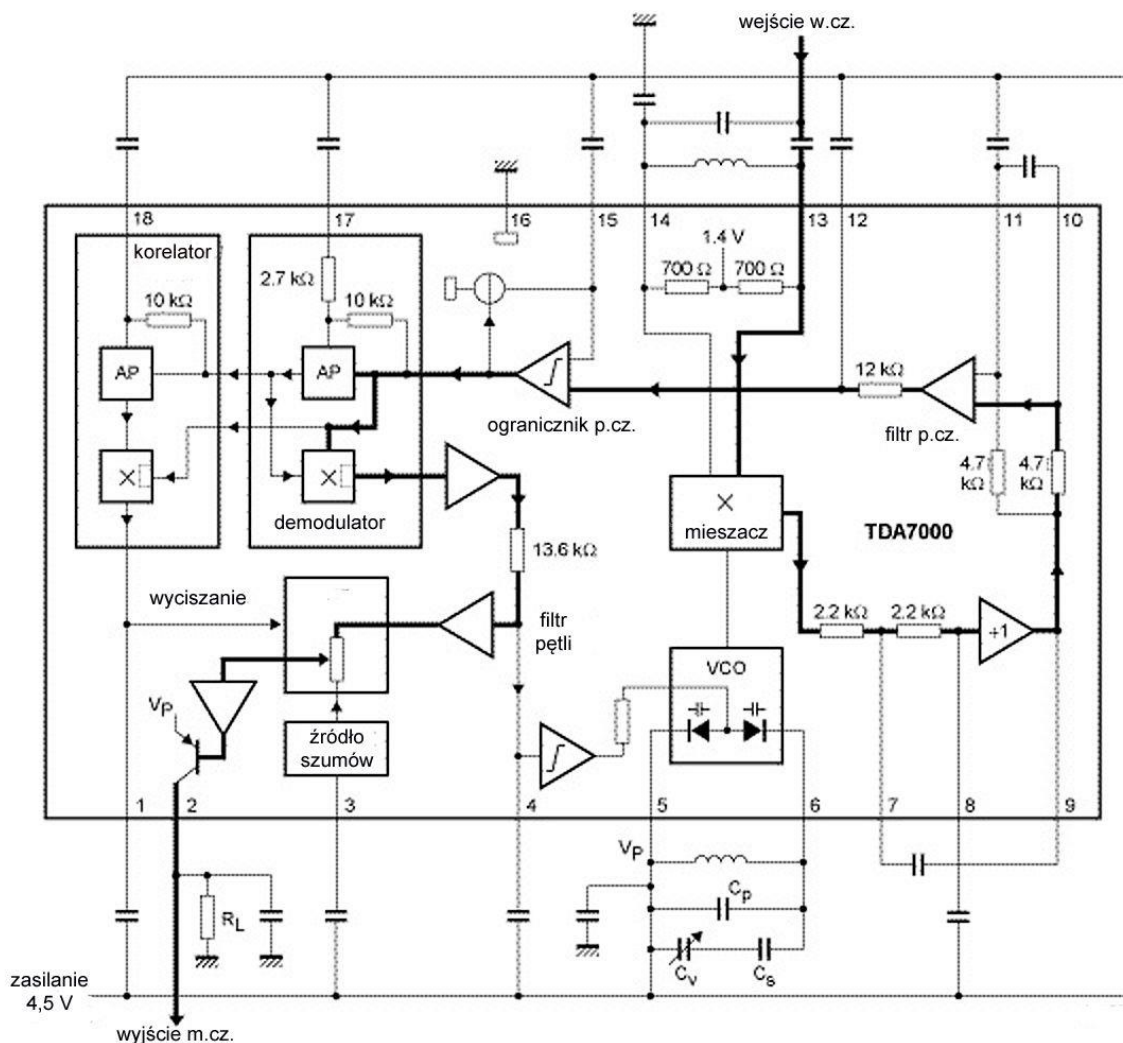 wejście w.cz.
18
17
16
15
14
13
12
11
10
korelator
1.4 V
2.7 kΩ
700 Ω
700 Ω
10 kΩ
10 kΩ
AP
AP
12 kΩ
ogranicznik p.cz.
filtr p.cz.
4.7
kΩ
4.7
kΩ
X
X
X
demodulator
mieszacz
TDA7000
13.6 kΩ
wyciszanie
filtr
pętli
2.2 kΩ
2.2 kΩ
+1
VCO
VP
źródło
szumów
1
2
3
4
5
6
7
8
9
VP
Cp
RL
Cv
Cs
zasilanie
4,5 V
wyjście m.cz.